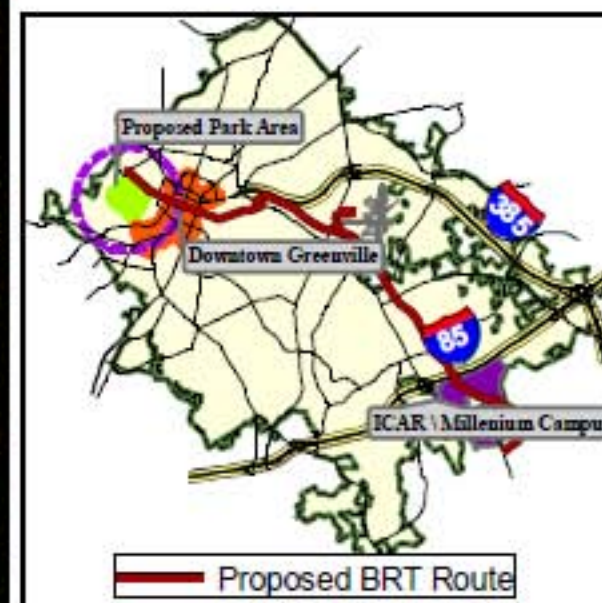 Proposed Park Area
385
Downtown Greenville
85
ICAR \ Millenium Campu
Proposed BRT Route